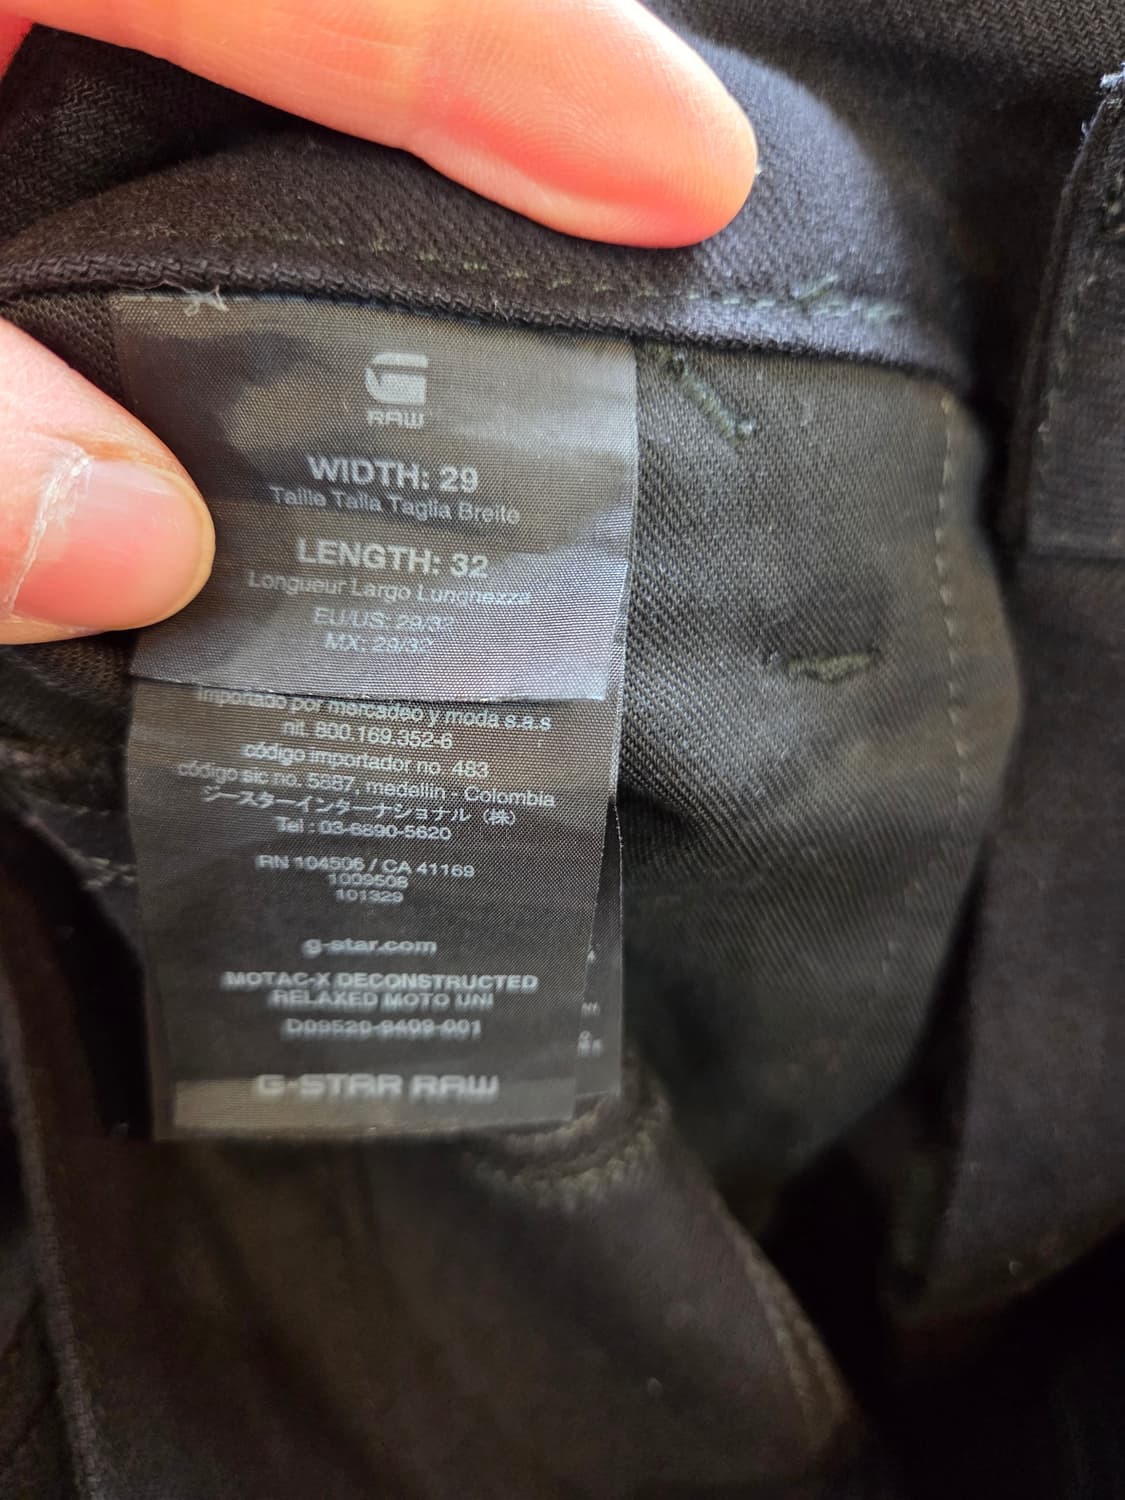 G
RAW
WIDTH: 29
Taille Talla Taglia Breite
LENGTH: 32
Longueur Largo Lunghezza
EU/US: 29/32
MX: 29/32
Importado por mercadeo y moda s.a.s
nit. 800.169.352-6
código importador no. 483
código sic no. 5887, medellin - Colombia
ジースターインターナショナル (株)
Tel : 03-6890-5620
RN 104506 / CA 41169
1009506
101329
g-star.com
MOTAC-X DECONSTRUCTED
RELAXED MOTO UNI
D09520-9409-001
G-STAR RAW